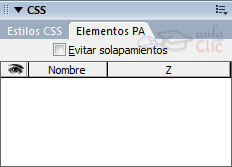 CSS
Estilos CSS Elementos PA
aula
Clic
Evitar solapamientos
Nombre Z